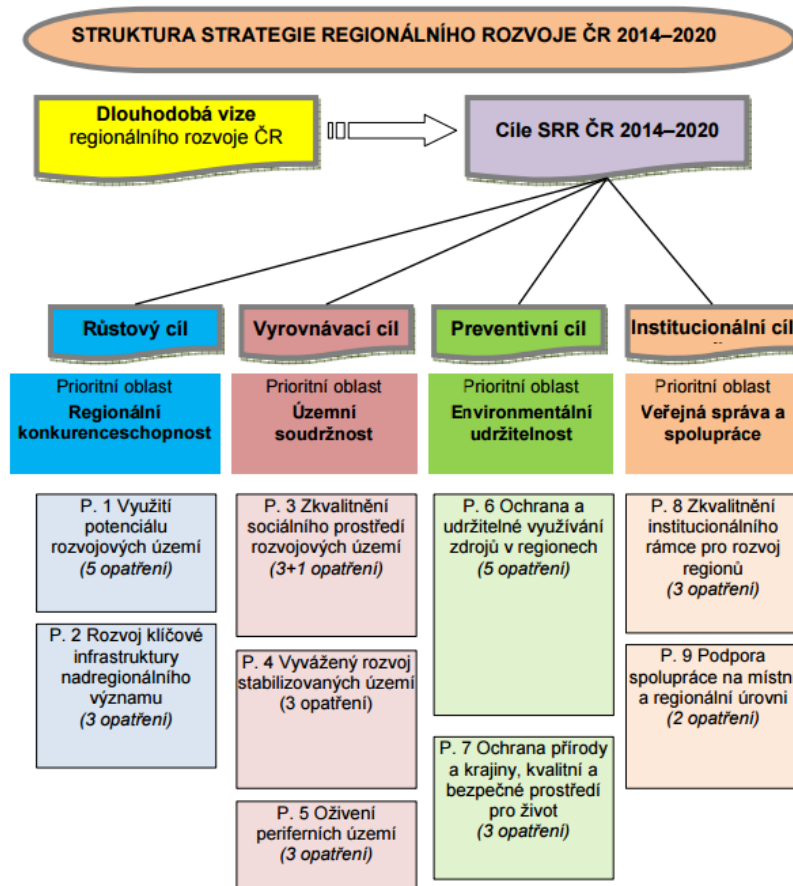 STRUKTURA STRATEGIE REGIONÁLNÍHO ROZVOJE ČR 2014–2020
Dlouhodobá vize
regionálního rozvoje ČR
Cíle SRR ČR 2014–2020
Růstový cíl
Vyrovnávací cíl
Preventivní cíl
Institucionální cíl
Prioritní oblast
Regionální
konkurenceschopnost
Prioritní oblast
Územní
soudržnost
Prioritní oblast
Environmentální
udržitelnost
Prioritní oblast
Veřejná správa a
spolupráce
P. 1 Využití
potenciálu
rozvojových území
(5 opatření)
P. 2 Rozvoj klíčové
infrastruktury
nadregionálního
významu
(3 opatření)
P. 3 Zkvalitnění
sociálního prostředí
rozvojových území
(3+1 opatření)
P. 4 Vyvážený rozvoj
stabilizovaných území
(3 opatření)
P. 5 Oživení
periferních území
(3 opatření)
P. 6 Ochrana a
udržitelné využívání
zdrojů v regionech
(5 opatření)
P. 7 Ochrana přírody
a krajiny, kvalitní a
bezpečné prostředí
pro život
(3 opatření)
P. 8 Zkvalitnění
institucionálního
rámce pro rozvoj
regionů
(3 opatření)
P. 9 Podpora
spolupráce na místn
a regionální úrovni
(2 opatření)